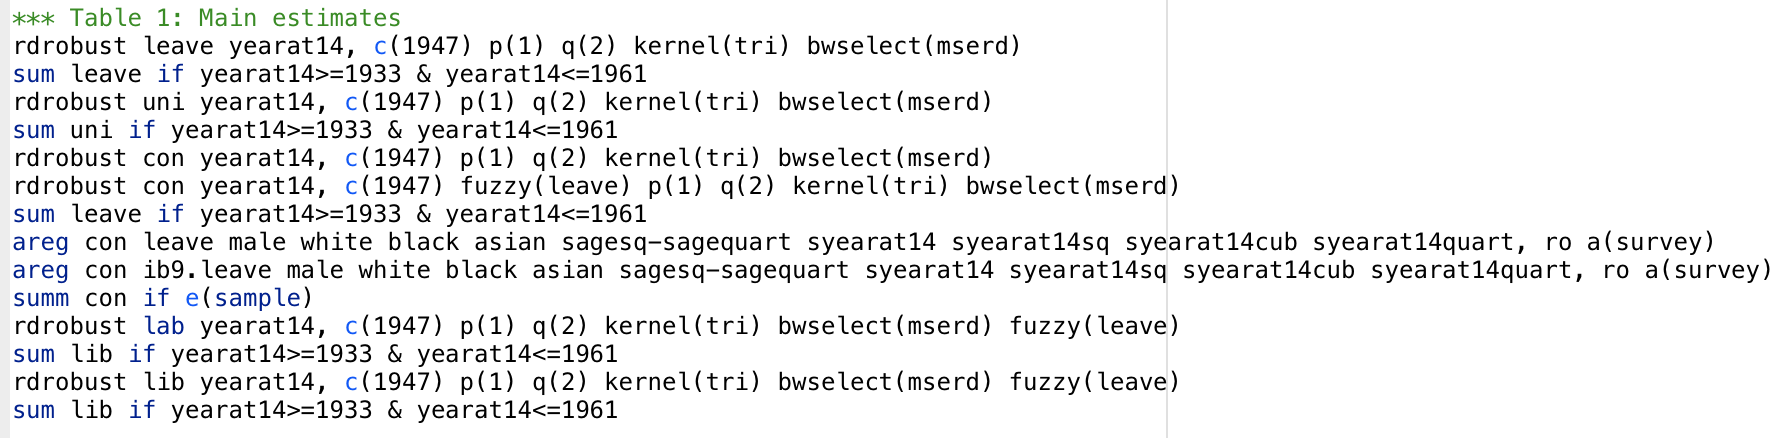 *** Table 1: Main estimates
rdrobust leave yearat14, c(1947) p(1) q(2) kernel(tri) bwselect(mserd)
sum leave if yearat14>=1933 & yearat14<=1961
rdrobust uni yearat14, c(1947) p(1) q(2) kernel(tri) bwselect(mserd)
sum uni if yearat14>=1933 & yearat14<=1961
rdrobust con yearat14, c(1947) p(1) q(2) kernel(tri) bwselect(mserd)
rdrobust con yearat14, c(1947) fuzzy(leave) p(1) q(2) kernel(tri) bwselect(mserd)
sum leave if yearat14>=1933 & yearat14<=1961
areg con leave male white black asian sagesq-sagequart syearat14 syearat14sq syearat14cub syearat14quart, ro a(survey)
areg con ib9.leave male white black asian sagesq-sagequart syearat14 syearat14sq syearat14cub syearat14quart, ro a(survey)
summ con if e(sample)
rdrobust lab yearat14, c(1947) p(1) q(2) kernel(tri) bwselect(mserd) fuzzy(leave)
sum lib if yearat14>=1933 & yearat14<=1961
rdrobust lib yearat14, c(1947) p(1) q(2) kernel(tri) bwselect(mserd) fuzzy(leave)
sum lib if yearat14>=1933 & yearat14<=1961